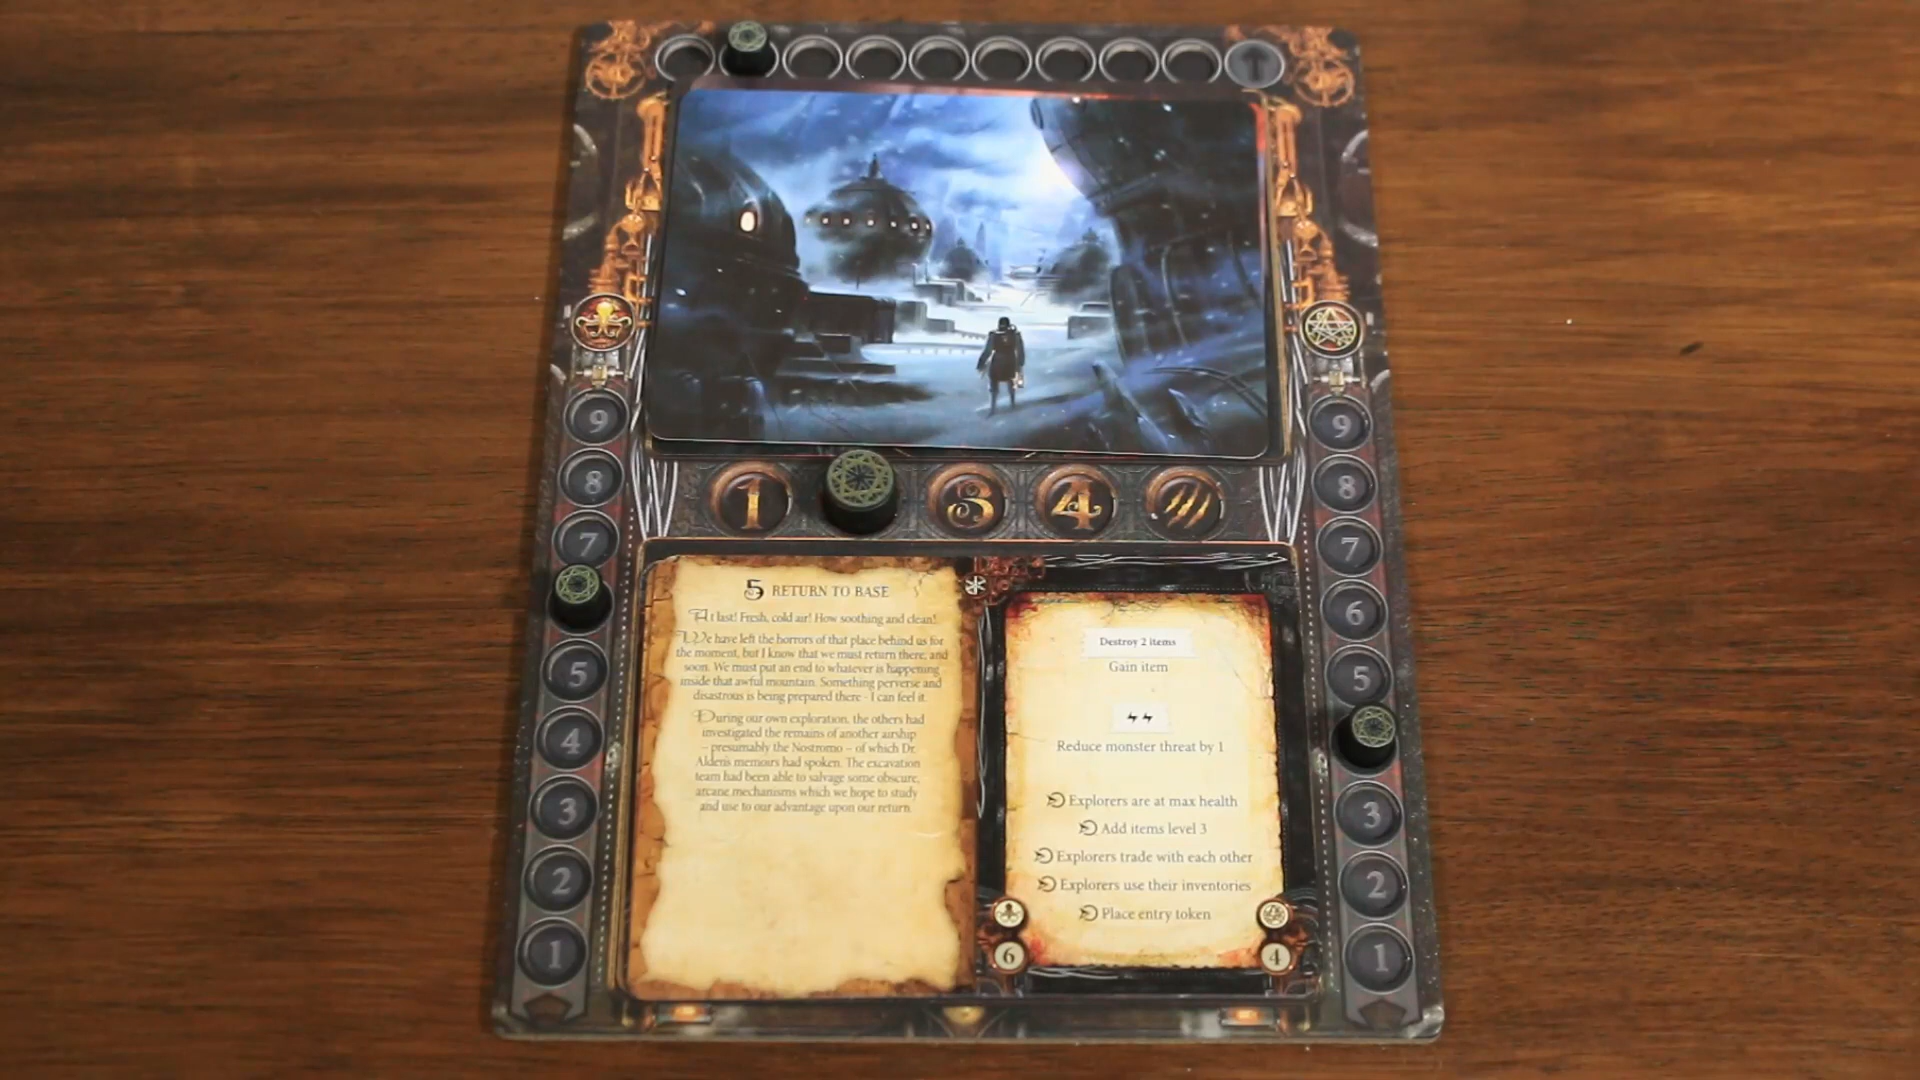 1 3 4
9
8
7
5
4
3
2
1
9
8
7
6
5
3
2
1
5 RETURN TO BASE
At last! Fresh, cold air! How soothing and clean!
We have left the horrors of that place behind us for
the moment, but I know that we must return there, and
soon. We must put an end to whatever is happening
inside that awful mountain. Something perverse and
disastrous is being prepared there - I can feel it.
During our own exploration, the others had
investigated the remains of another airship
– presumably the Nostromo – of which Dr.
Alden's memoirs had spoken. The excavation
team had been able to salvage some obscure,
arcane mechanisms which we hope to study
and use to our advantage upon our return.
Destroy 2 items
Gain item
Reduce monster threat by 1
Explorers are at max health
Add items level 3
Explorers trade with each other
Explorers use their inventories
Place entry token
6
4